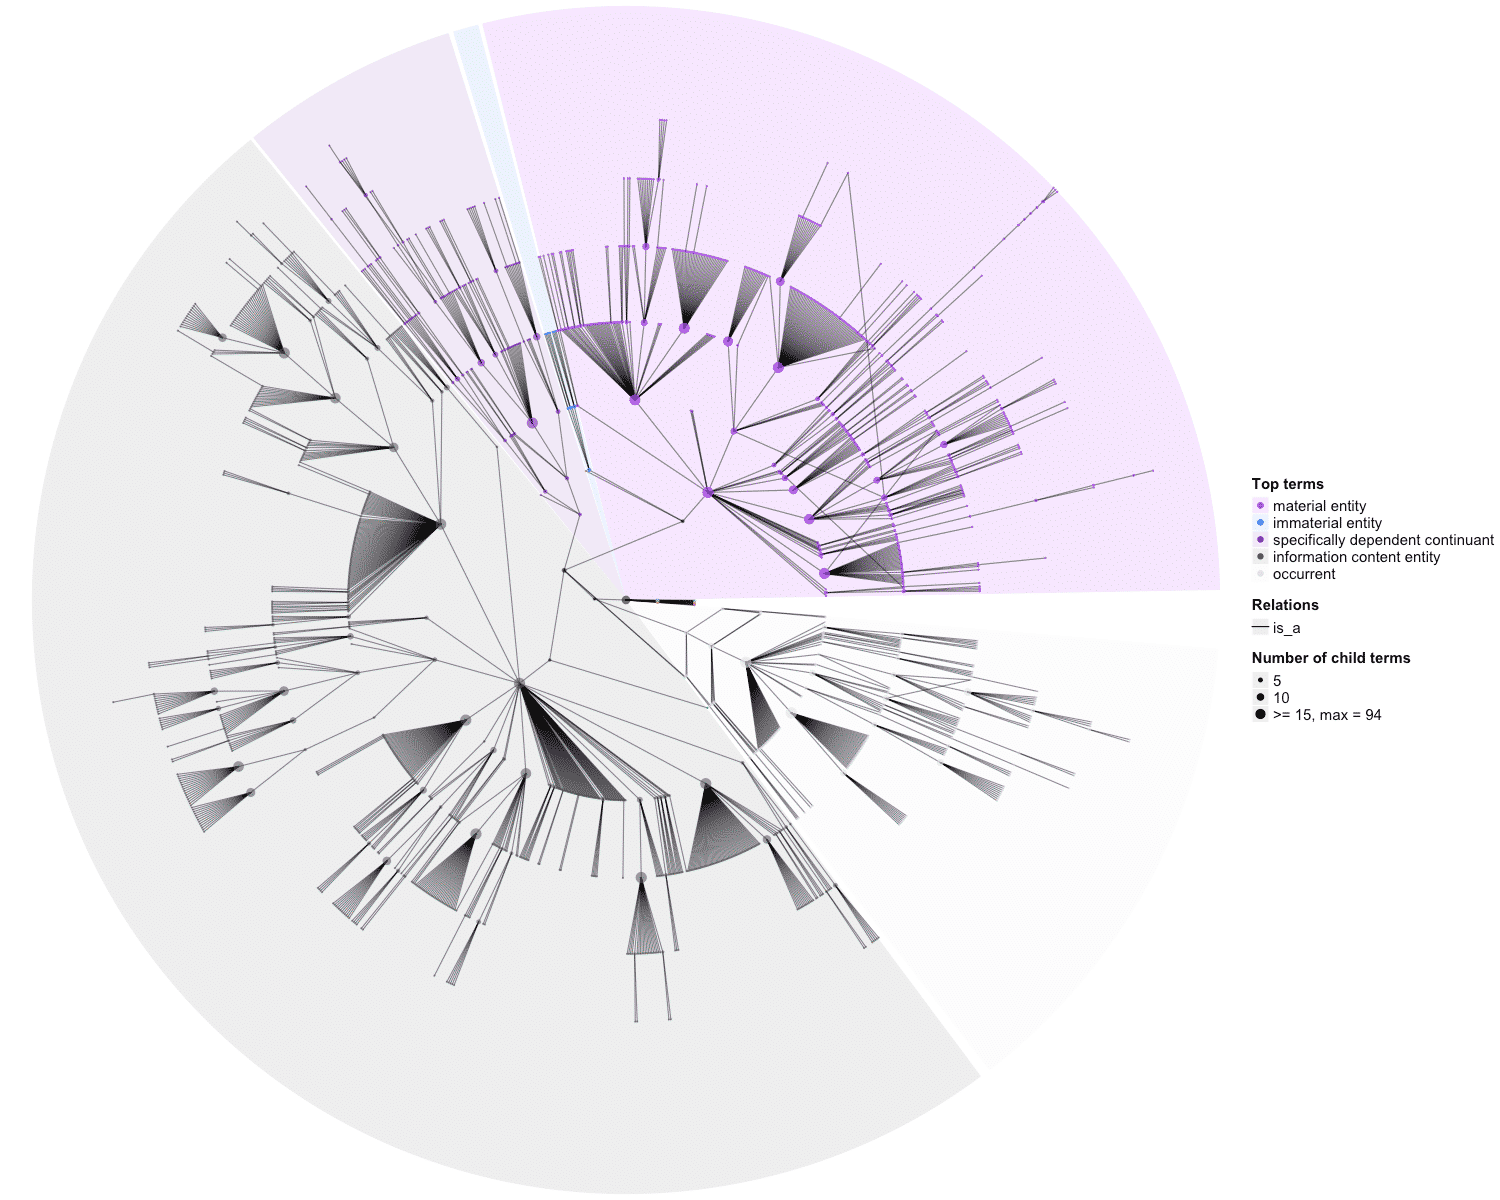 Top terms
material entity
immaterial entity
specifically dependent continuant
information content entity
occurrent
Relations
is_a
Number of child terms
5
10
>= 15, max = 94